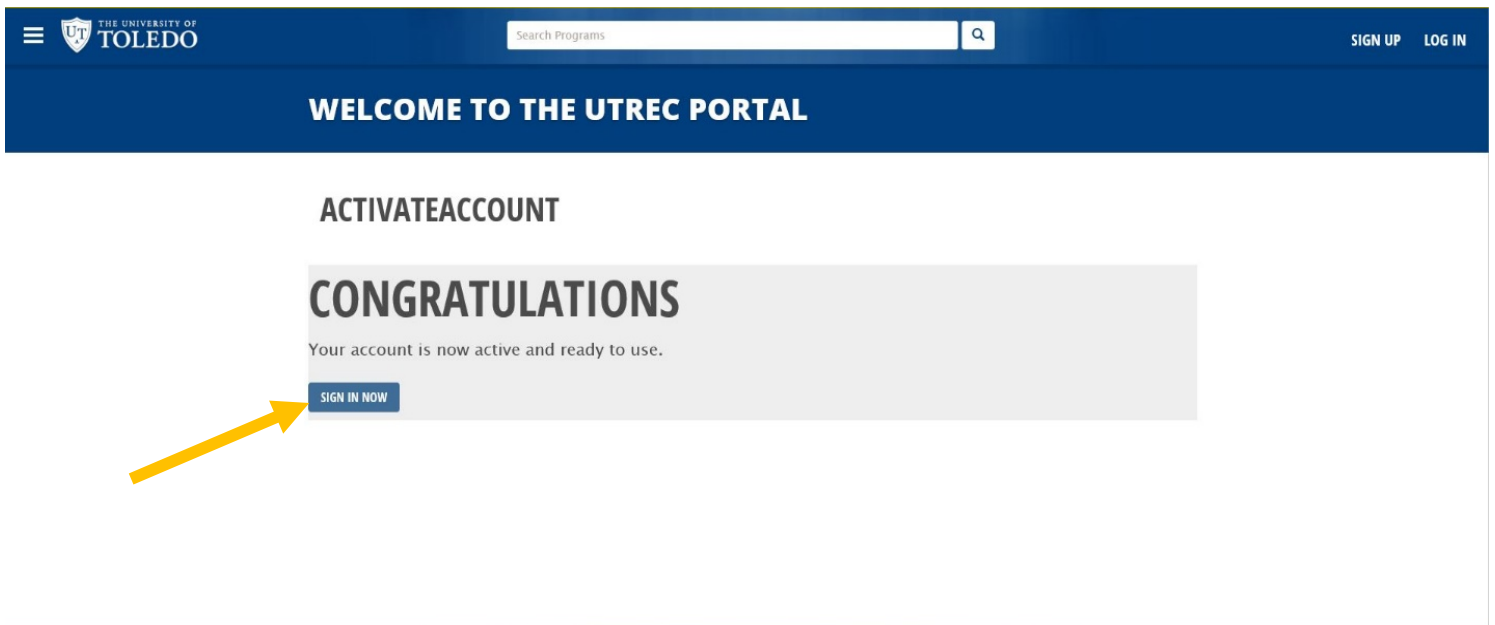 THE UNIVERSITY OF
TOLEDO
UT
Search Programs
SIGN UP LOG IN
WELCOME TO THE UTREC PORTAL
ACTIVATEACCOUNT
CONGRATULATIONS
Your account is now active and ready to use.
SIGN IN NOW